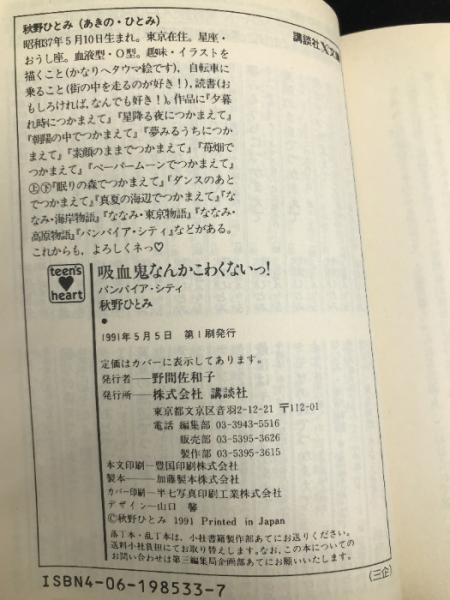 秋野ひとみ(あきの・ひとみ)
昭和37年5月10日生まれ。東京在住。星座・
おうし座。血液型・O型。趣味・イラストを
描くこと(かなりヘタウマ絵です)、自転車に
乗ること(街の中を走るのが好き!)、読書(お
もしろければ、なんでも好き!)。作品に『夕暮
れ時につかまえて』『星降る夜につかまえて』
『朝陽の中でつかまえて』『夢みるうちにつか
まえて』『素顔のままでつかまえて』『苺畑で
つかまえて』『ペーパームーンでつかまえて』
㊤㊦『眠りの森でつかまえて』『ダンスのあと
でつかまえて』『真夏の海辺でつかまえて』『な
なみ・海岸物語』『ななみ・東京物語』『ななみ・
高原物語』『バンパイア・シティ』などがある。
これからも、よろしくネっ♡
講談社X文庫
teen's
♥
heart
吸血鬼なんかこわくないっ!
バンパイア・シティ
秋野ひとみ
●
1991年5月5日 第1刷発行
定価はカバーに表示してあります。
発行者——野間佐和子
発行所——株式会社 講談社
東京都文京区音羽2-12-21 〒112-01
電話 編集部 03-3943-5516
販売部 03-5395-3626
製作部 03-5395-3615
本文印刷—豊国印刷株式会社
製本——加藤製本株式会社
カバー印刷—半七写真印刷工業株式会社
デザイン—山口 馨
©秋野ひとみ 1991 Printed in Japan
落丁本・乱丁本は、小社書籍製作部あてにお送りください。
送料小社負担にてお取り替えします。なお、この本についての
お問い合わせは第三編集局企画部あてにお願いいたします。
ISBN4-06-198533-7
(三企)